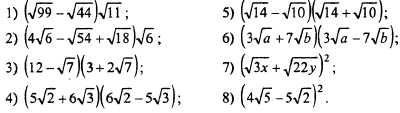 1) (√99 − √44)√11 ;
2) (4√6 − √54 + √18)√6 ;
3) (12 − √7)(3 + 2√7);
4) (5√2 + 6√3)(6√2 − 5√3);
5) (√14 − √10)(√14 + √10);
6) (3√a + 7√b)(3√a − 7√b);
7) (√3x + √22y)² ;
8) (4√5 − 5√2)² .